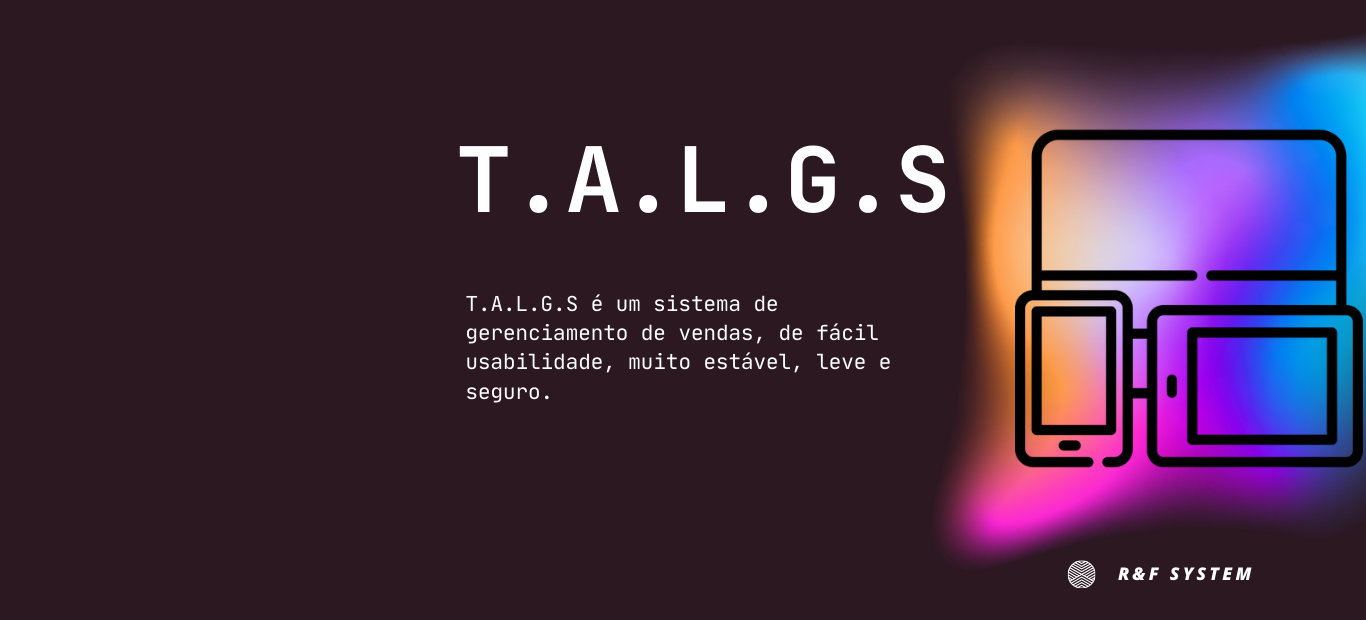 T.A.L.G.S
T.A.L.G.S é um sistema de
gerenciamento de vendas, de fácil
usabilidade, muito estável, leve e
seguro.
R&F SYSTEM